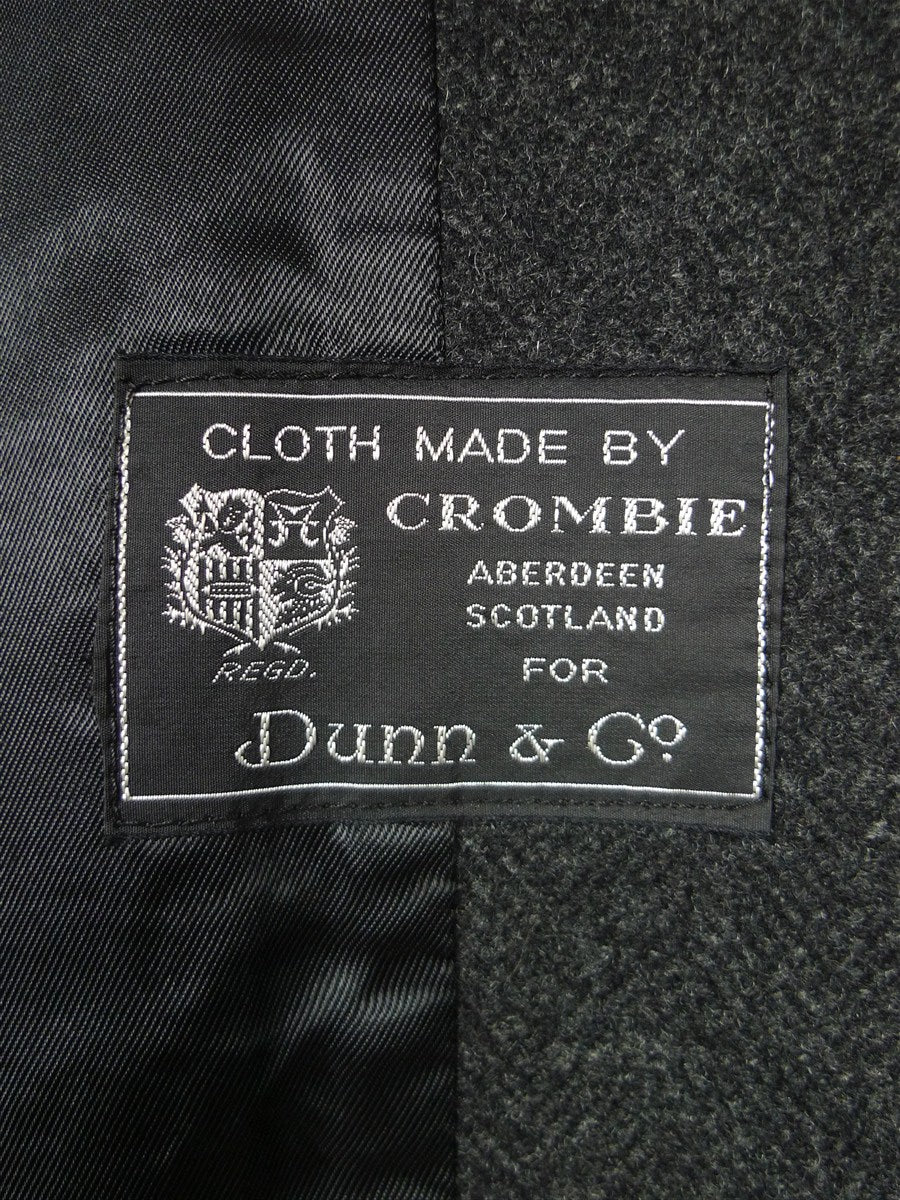 CLOTH MADE BY
CROMBIE
ABERDEEN
SCOTLAND
REGD.
FOR
Dunn & Co